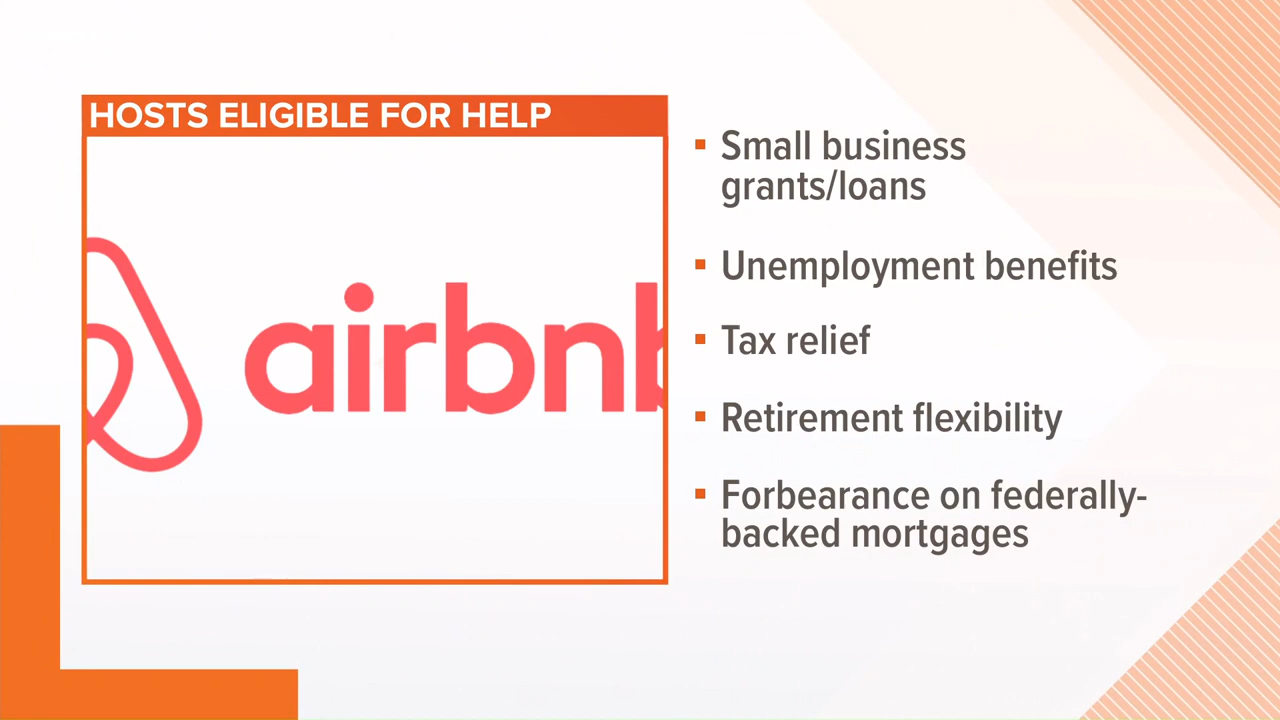 HOSTS ELIGIBLE FOR HELP
airbnb
Small business
grants/loans
Unemployment benefits
Tax relief
Retirement flexibility
Forbearance on federally-
backed mortgages